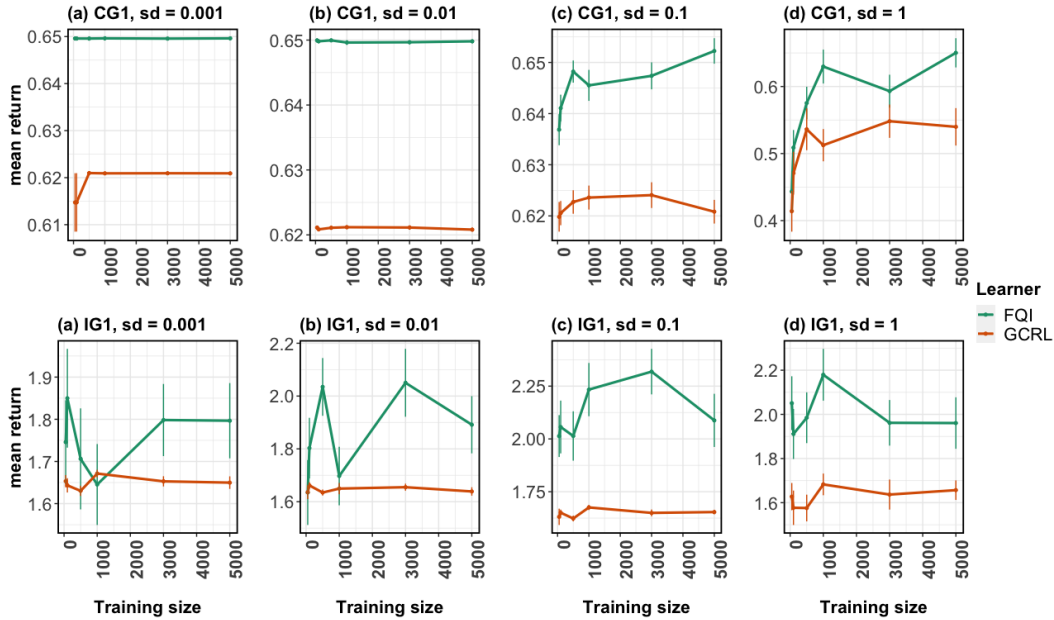 (a) CG1, sd = 0.001
(b) CG1, sd = 0.01
(c) CG1, sd = 0.1
(d) CG1, sd = 1
mean return
0.65
0.64
0.63
0.62
0.61
0 1000 2000 3000 4000 5000
0.65
0.64
0.63
0.62
0 1000 2000 3000 4000 5000
0.65
0.64
0.63
0.62
0 1000 2000 3000 4000 5000
0.6
0.5
0.4
0 1000 2000 3000 4000 5000
Learner
FQI
GCRL
(a) IG1, sd = 0.001
(b) IG1, sd = 0.01
(c) IG1, sd = 0.1
(d) IG1, sd = 1
mean return
1.9
1.8
1.7
1.6
0 1000 2000 3000 4000 5000
2.2
2.0
1.8
1.6
0 1000 2000 3000 4000 5000
2.25
2.00
1.75
0 1000 2000 3000 4000 5000
2.2
2.0
1.8
1.6
0 1000 2000 3000 4000 5000
Training size
Training size
Training size
Training size